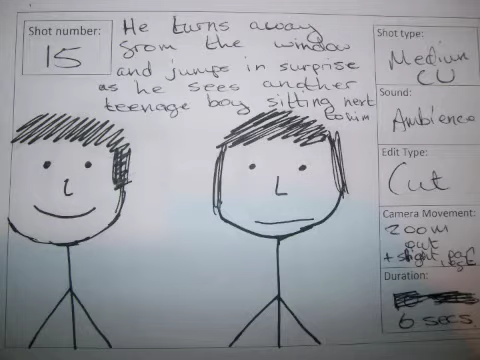 Shot number:
15
He turns away
from the window
and jumps in surprise
as he sees another
teenage boy sitting next
to him
Shot type:
Medium
CU
Sound:
Ambience
Edit Type:
Cut
Camera Movement:
zoom
out
+ slight pan
Duration:
6 secs